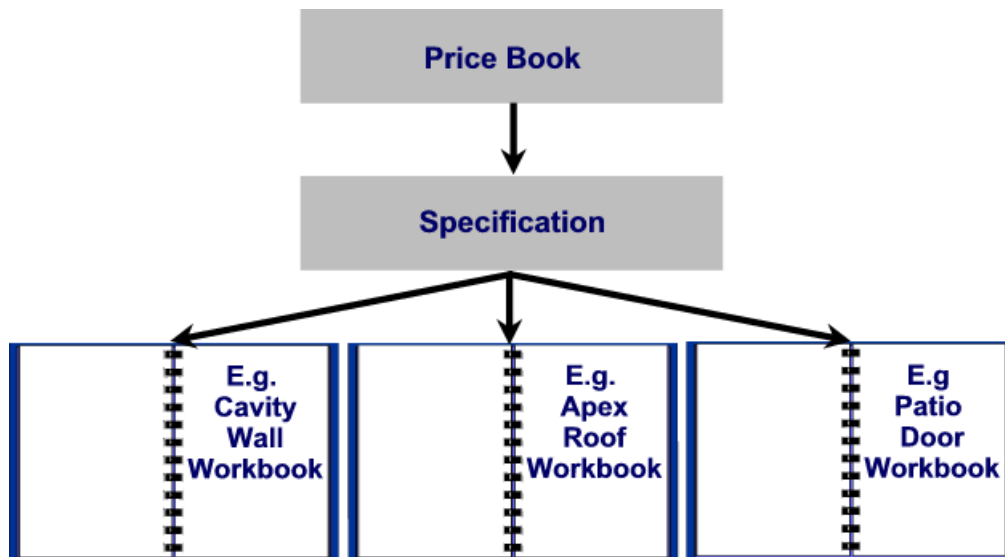 Price Book
Specification
E.g.
Cavity
Wall
Workbook
E.g.
Apex
Roof
Workbook
E.g
Patio
Door
Workbook